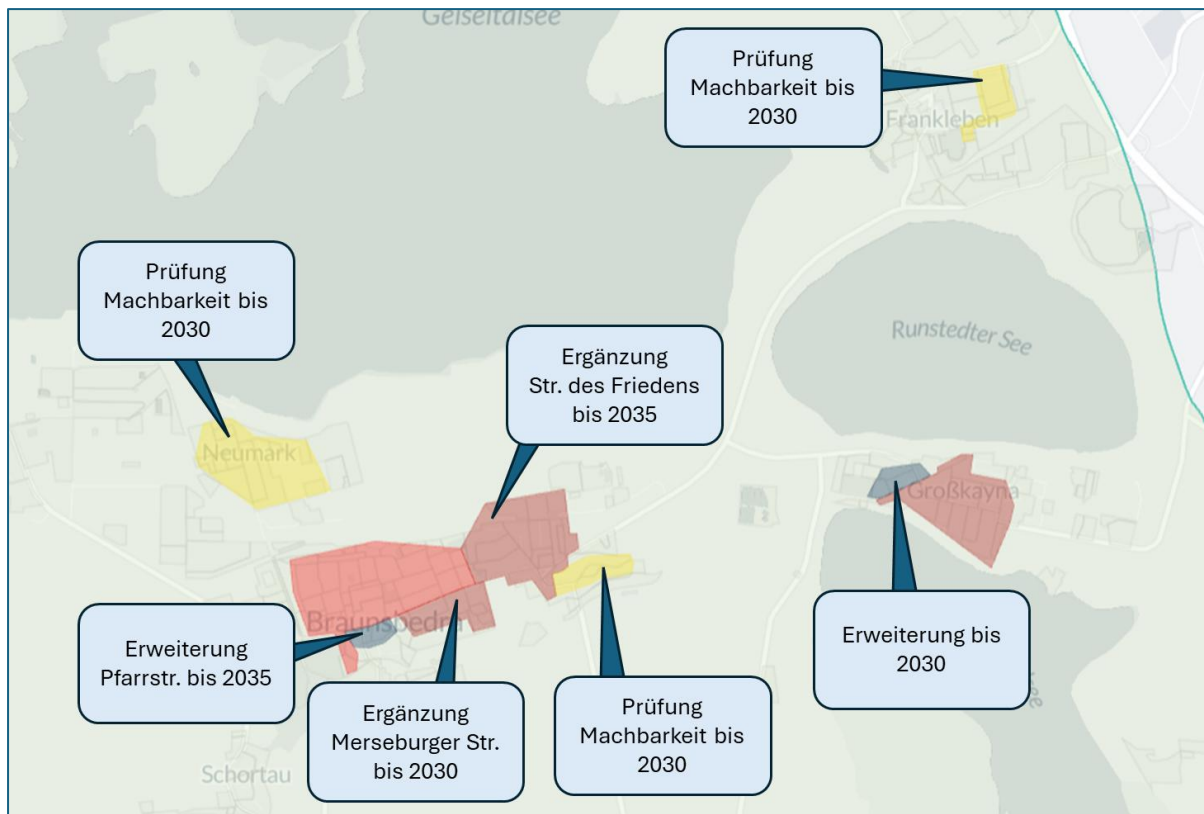 Geiseltalsee
Prüfung
Machbarkeit bis
2030
Frankleben
Prüfung
Machbarkeit bis
2030
Runstedter See
Ergänzung
Str. des Friedens
bis 2035
Neumark
Großkayna
Braunsbedra
Erweiterung
Pfarrstr. bis 2035
Ergänzung
Merseburger Str.
bis 2030
Prüfung
Machbarkeit bis
2030
Erweiterung bis
2030
Schortau